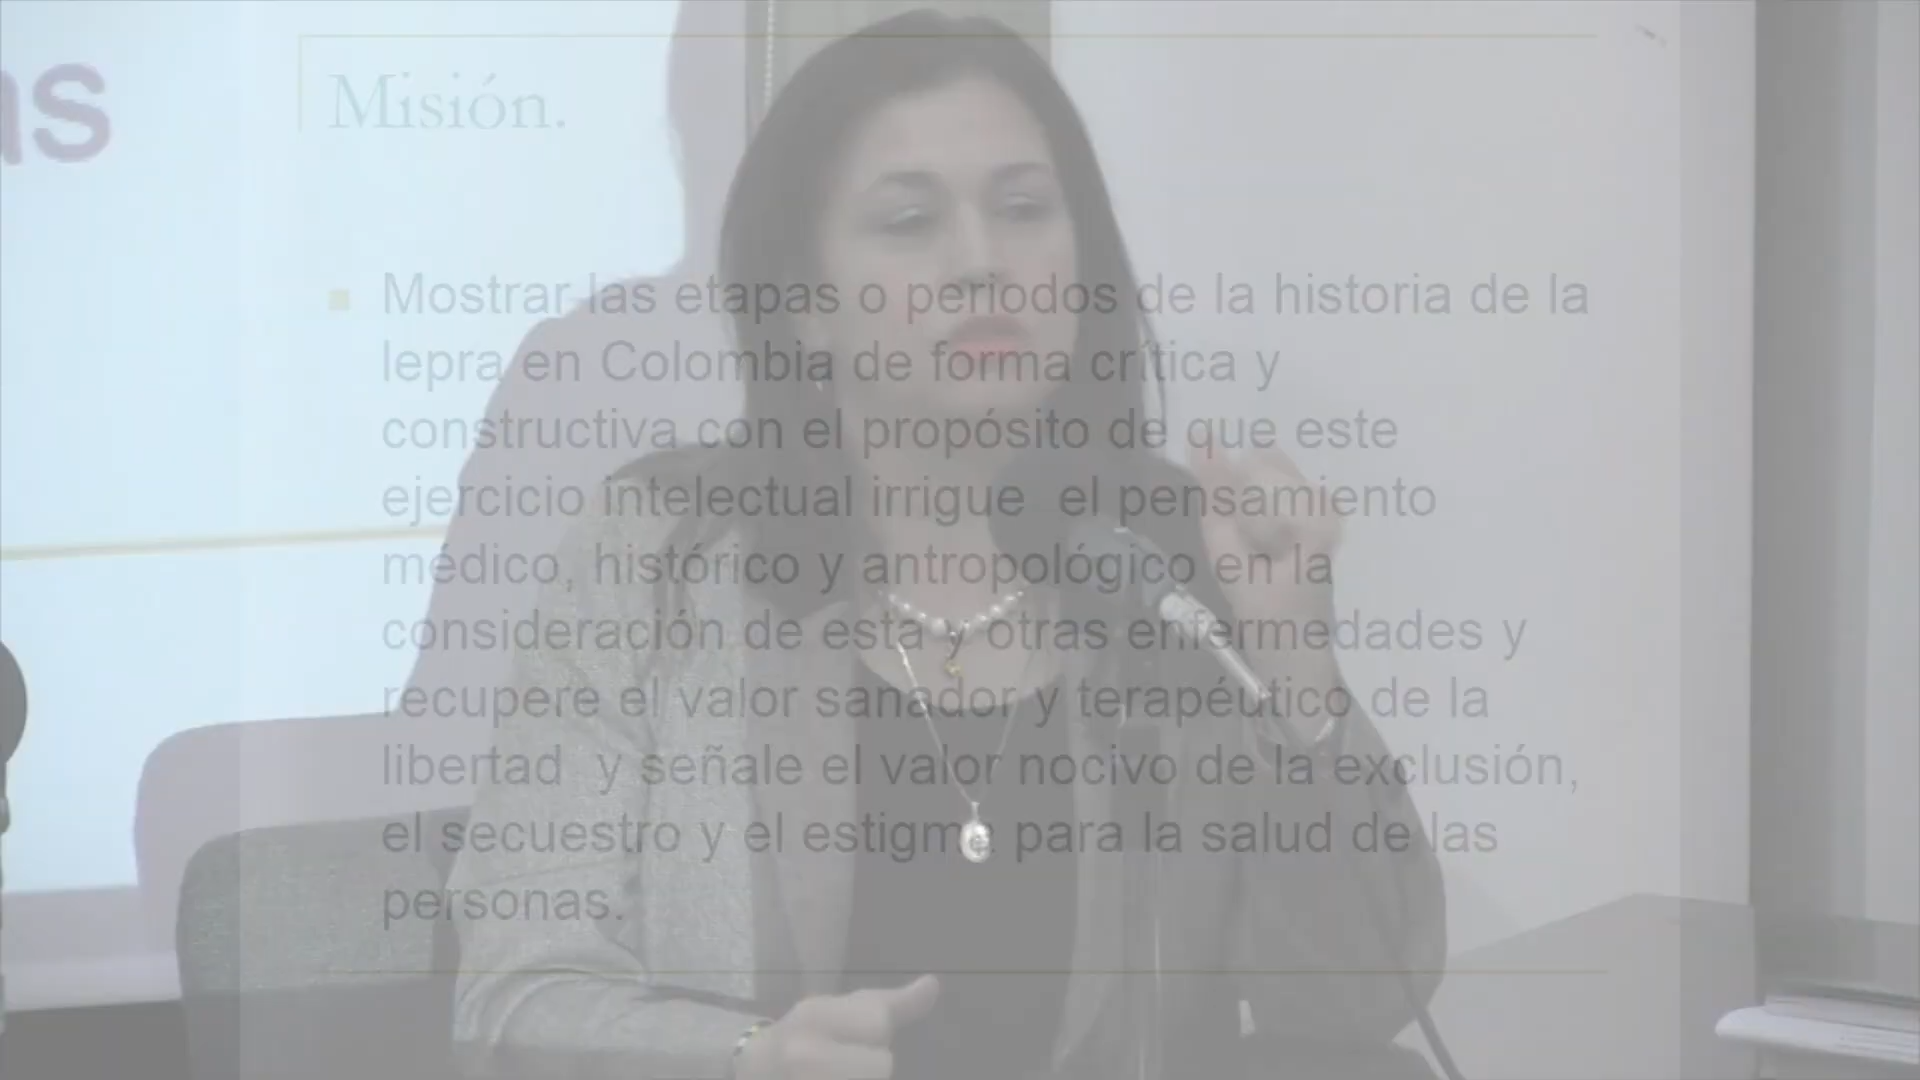 as
Misión.
Mostrar las etapas o periodos de la historia de la
lepra en Colombia de forma crítica y
constructiva con el propósito de que este
ejercicio intelectual irrigue el pensamiento
médico, histórico y antropológico en la
consideración de esta y otras enfermedades y
recupere el valor sanador y terapéutico de la
libertad y señale el valor nocivo de la exclusión,
el secuestro y el estigma para la salud de las
personas.